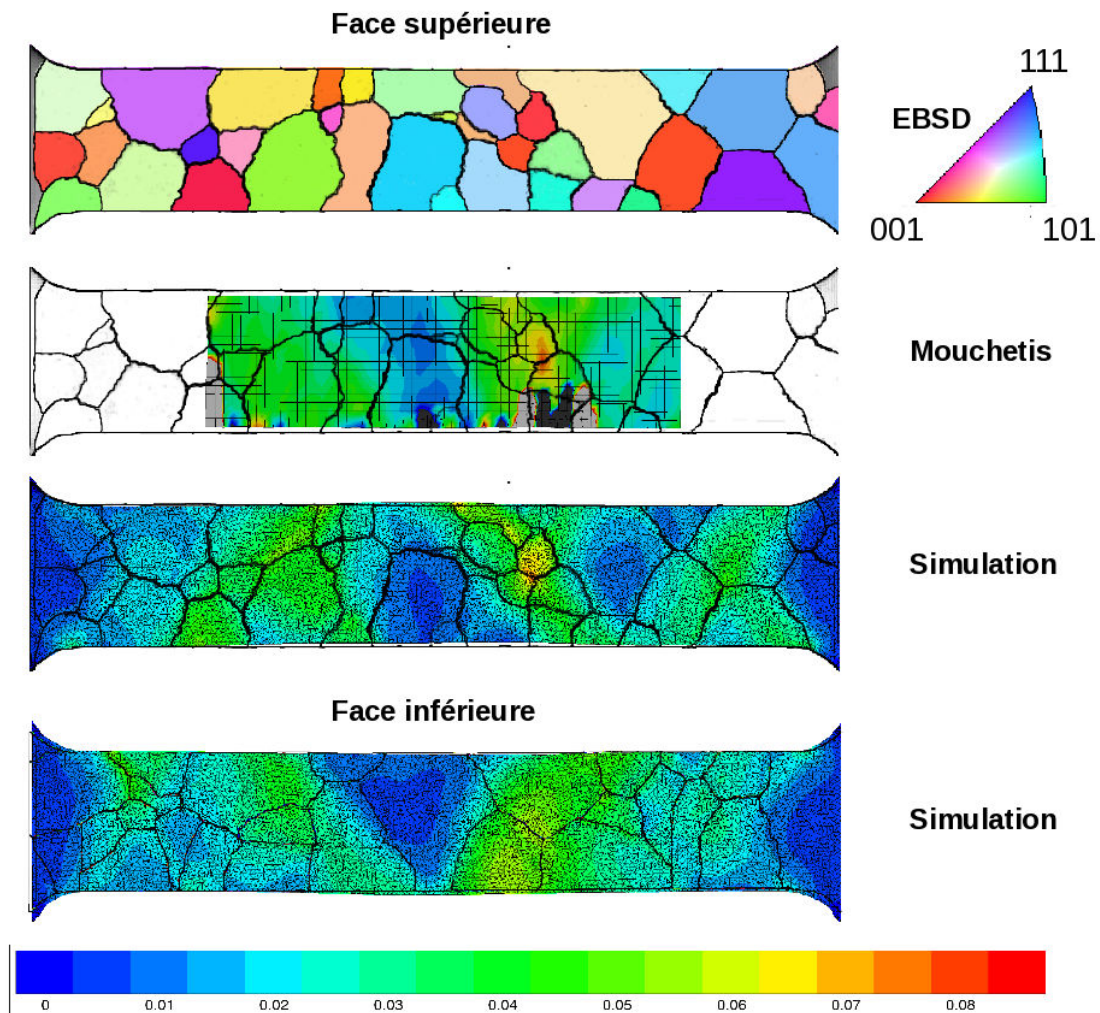 Face supérieure
111
EBSD
001
101
Mouchetis
Simulation
Face inférieure
Simulation
0 0.01 0.02 0.03 0.04 0.05 0.06 0.07 0.08